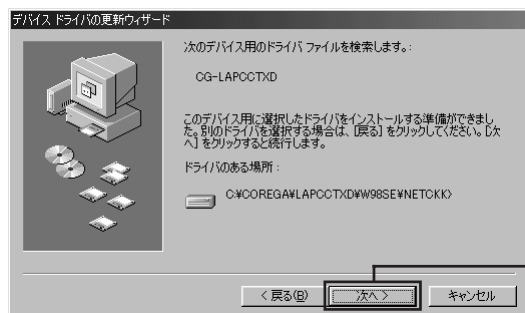 デバイス ドライバの更新ウィザード
次のデバイス用のドライバ ファイルを検索します。:
CG-LAPCCTXD
このデバイス用に選択したドライバをインストールする準備ができまし
た。別のドライバを選択する場合は、[戻る] をクリックしてください。[次
へ] をクリックすると続行します。
ドライバのある場所 :
C:¥COREGA¥LAPCCTXD¥W98SE¥NETCKK>
< 戻る(B)
次へ >
キャンセル